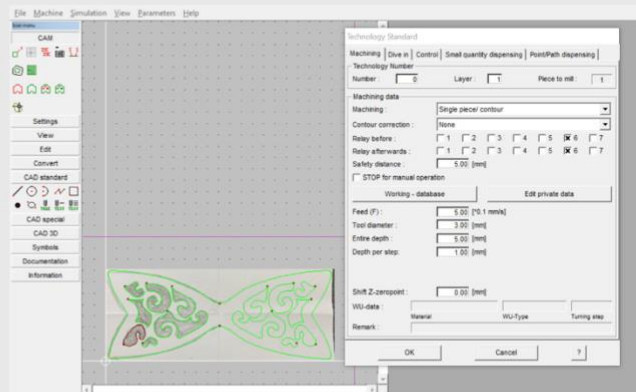 File Machine Simulation View Parameters Help
CAM
Settings
View
Edit
Convert
CAD standard
CAD special
CAD 3D
Symbols
Documentation
Information
Technology Standard
Machining Dive in Control Small quantity dispensing Point/Path dispensing
Technology Number
Number : 0 Layer : 1 Piece to mill : 1
Machining data
Machining : Single piece/ contour
Contour correction : None
Relay before : 1 2 3 4 5 6 7
Relay afterwards : 1 2 3 4 5 6 7
Safety distance : 5.00 [mm]
STOP for manual operation
Working - database Edit private data
Feed (F) : 5.00 [*0.1 mm/s]
Tool diameter : 3.00 [mm]
Entire depth : 5.00 [mm]
Depth per step: 1.00 [mm]
Shift Z-zeropoint : 0.00 [mm]
WU-data :
Material WU-Type Turning step
Remark :
OK Cancel ?